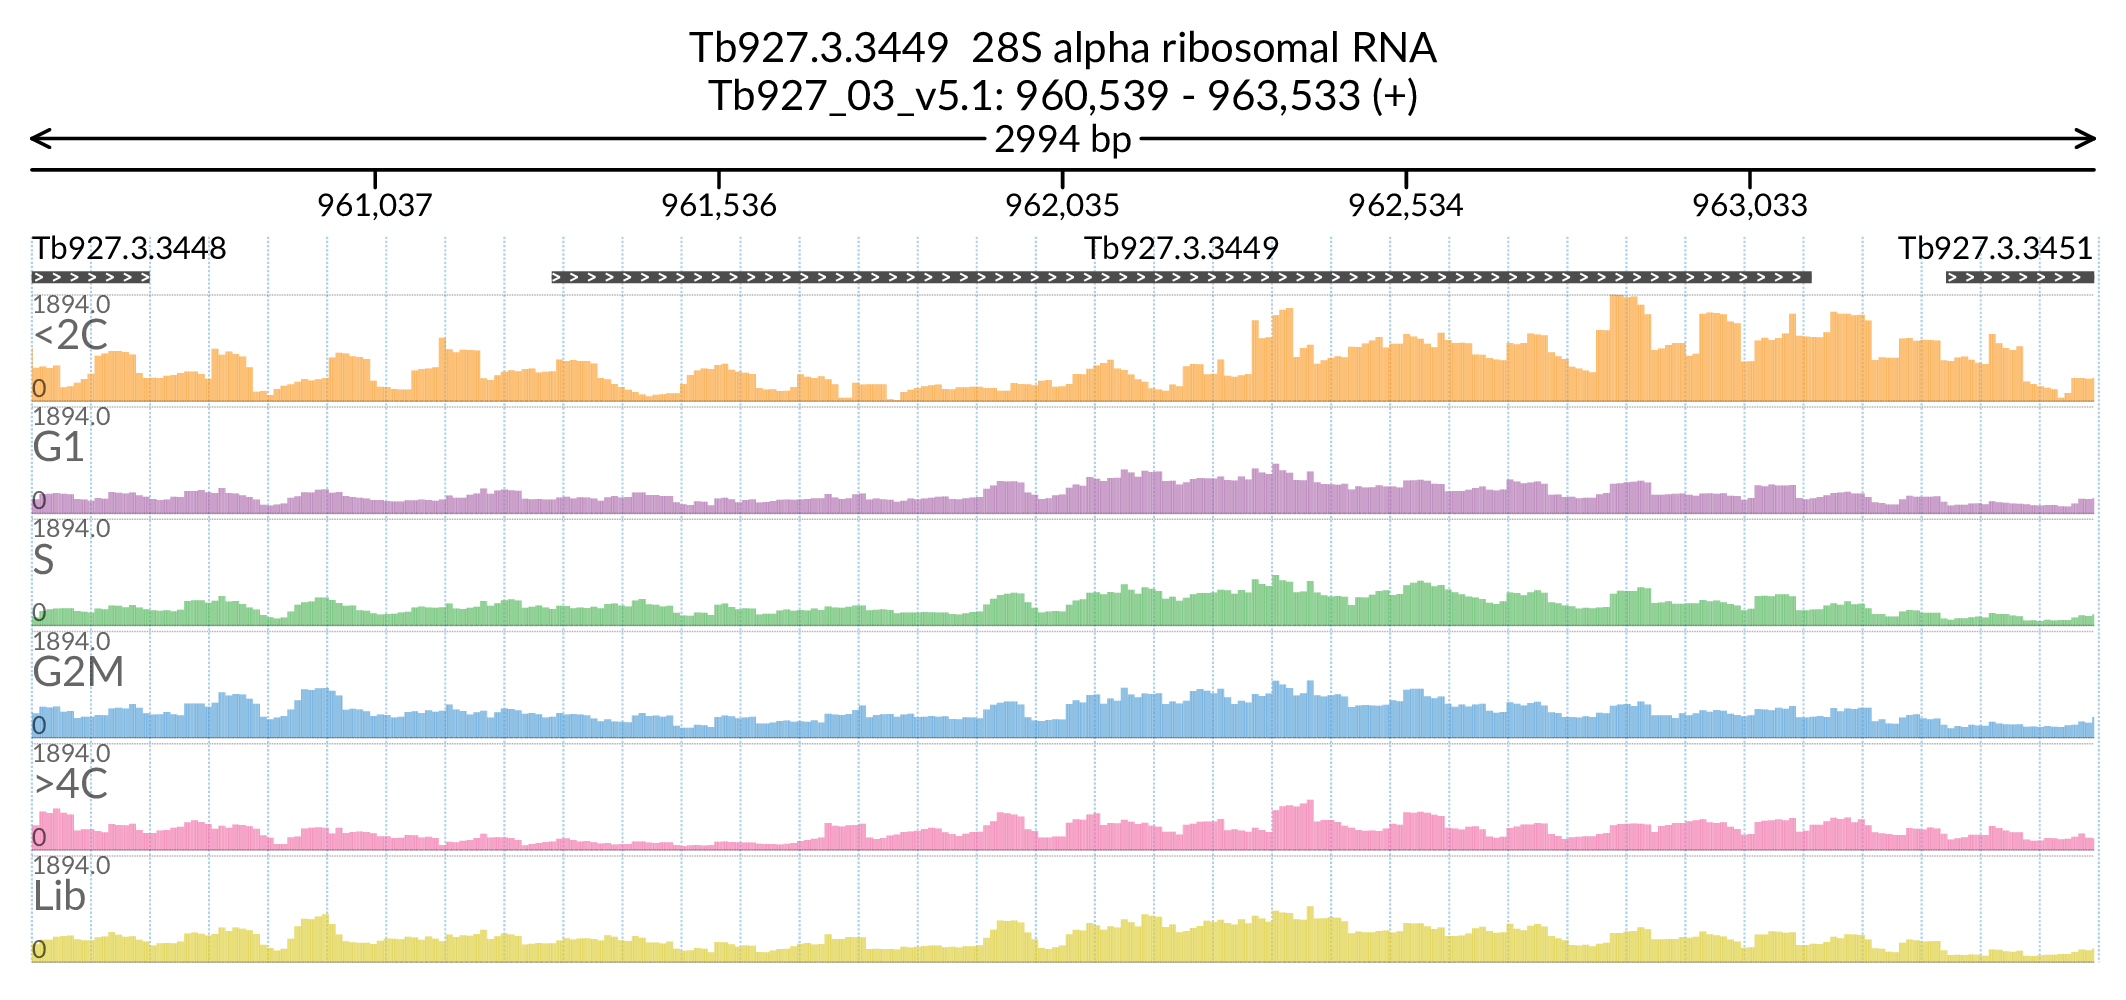 Tb927.3.3449  28S alpha ribosomal RNA
Tb927_03_v5.1: 960,539 - 963,533 (+)
2994 bp
961,037 961,536 962,035 962,534 963,033
Tb927.3.3448 Tb927.3.3449 Tb927.3.3451
1894.0
<2C
0
1894.0
G1
0
1894.0
S
0
1894.0
G2M
0
1894.0
>4C
0
1894.0
Lib
0